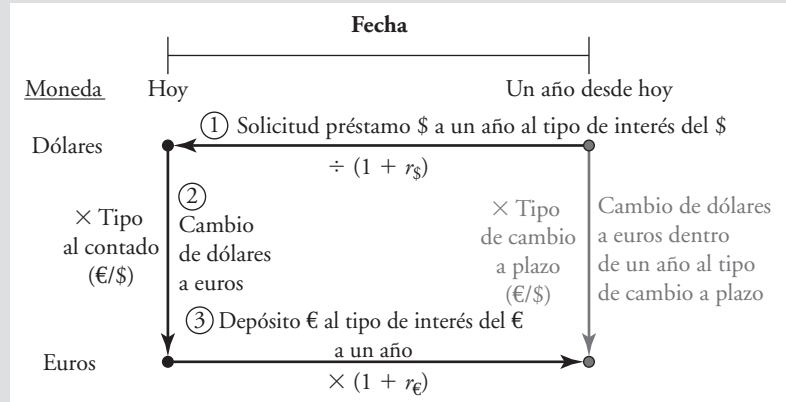 Fecha
Moneda Hoy Un año desde hoy
① Solicitud préstamo $ a un año al tipo de interés del $
Dólares
÷ (1 + r$)
× Tipo
al contado
(€/$)
②
Cambio
de dólares
a euros
× Tipo
de cambio
a plazo
(€/$)
Cambio de dólares
a euros dentro
de un año al tipo
de cambio a plazo
③ Depósito € al tipo de interés del €
a un año
Euros
× (1 + r€)